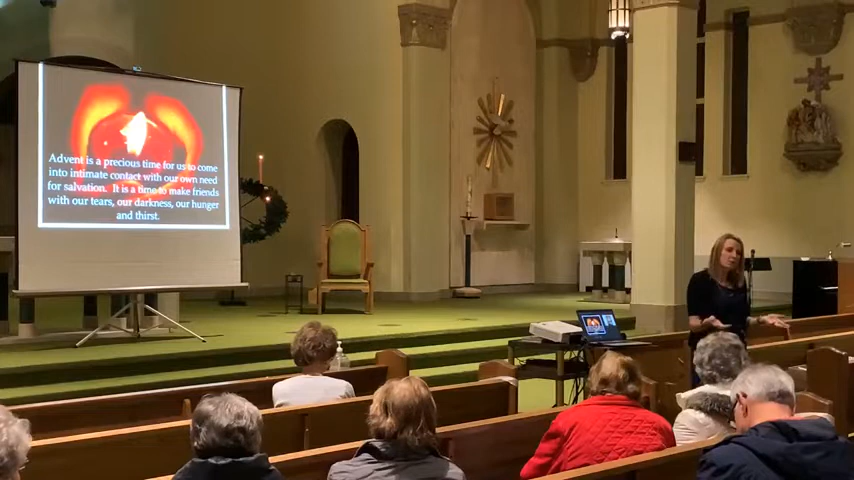 Advent is a precious time for us to come
into intimate contact with our own need
for salvation.  It is a time to make friends
with our tears, our darkness, our hunger
and thirst.